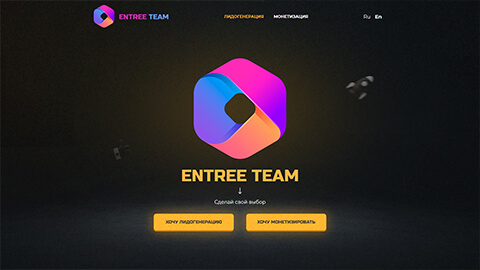 ENTREE TEAM
ЛИДОГЕНЕРАЦИЯ МОНЕТИЗАЦИЯ
Ru En
ENTREE TEAM
Сделай свой выбор
ХОЧУ ЛИДОГЕНЕРАЦИЮ
ХОЧУ МОНЕТИЗИРОВАТЬ